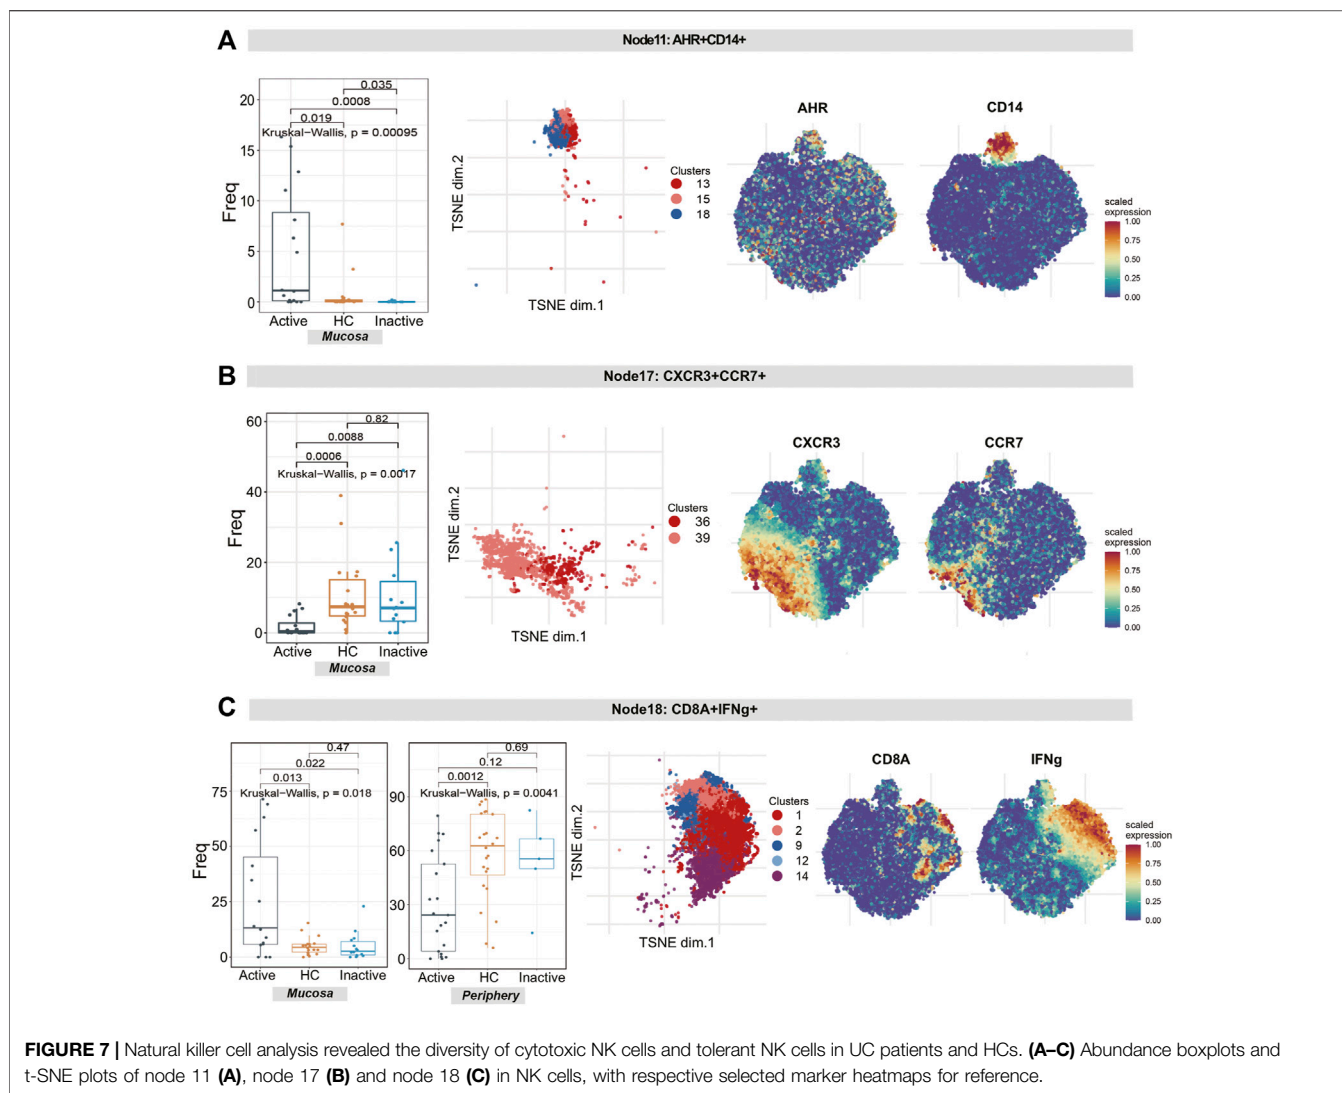 A
Node11: AHR+CD14+
0.035
0.0008
0.019
Kruskal-Wallis, p = 0.00095
20
15
10
5
0
Freq
Active HC Inactive
Mucosa
TSNE dim.2
TSNE dim.1
Clusters
13
15
18
AHR
CD14
scaled
expression
1.00
0.75
0.50
0.25
0.00
B
Node17: CXCR3+CCR7+
0.82
0.0088
0.0006
Kruskal-Wallis, p = 0.0017
60
40
20
0
Freq
Active HC Inactive
Mucosa
TSNE dim.2
TSNE dim.1
Clusters
36
39
CXCR3
CCR7
scaled
expression
1.00
0.75
0.50
0.25
0.00
C
Node18: CD8A+IFNg+
0.47
0.022
0.013
Kruskal-Wallis, p = 0.018
75
50
25
0
Freq
Active HC Inactive
Mucosa
0.69
0.12
0.0012
Kruskal-Wallis, p = 0.0041
90
60
30
0
Active HC Inactive
Periphery
TSNE dim.2
TSNE dim.1
Clusters
1
2
9
12
14
CD8A
IFNg
scaled
expression
1.00
0.75
0.50
0.25
0.00
FIGURE 7 | Natural killer cell analysis revealed the diversity of cytotoxic NK cells and tolerant NK cells in UC patients and HCs. (A–C) Abundance boxplots and
t-SNE plots of node 11 (A), node 17 (B) and node 18 (C) in NK cells, with respective selected marker heatmaps for reference.